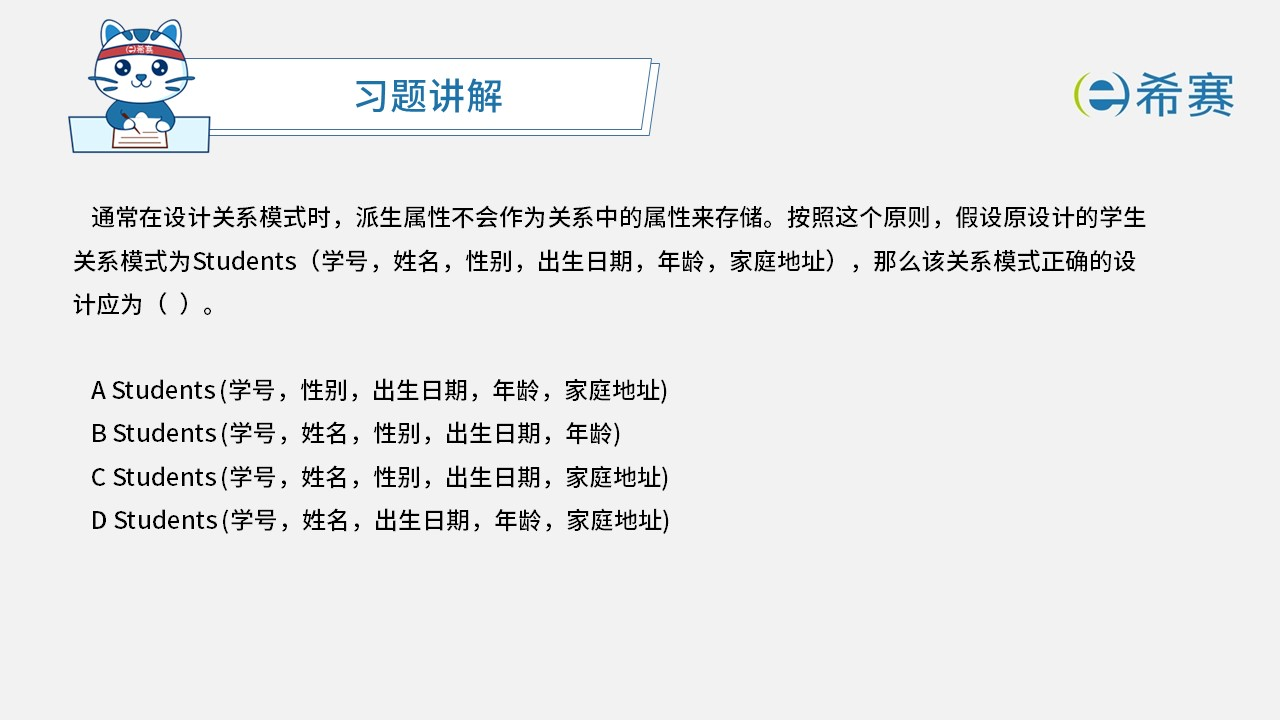 习题讲解
希赛
希赛
通常在设计关系模式时，派生属性不会作为关系中的属性来存储。按照这个原则，假设原设计的学生
关系模式为Students（学号，姓名，性别，出生日期，年龄，家庭地址），那么该关系模式正确的设
计应为（ ）。
A Students (学号，性别，出生日期，年龄，家庭地址)
B Students (学号，姓名，性别，出生日期，年龄)
C Students (学号，姓名，性别，出生日期，家庭地址)
D Students (学号，姓名，出生日期，年龄，家庭地址)